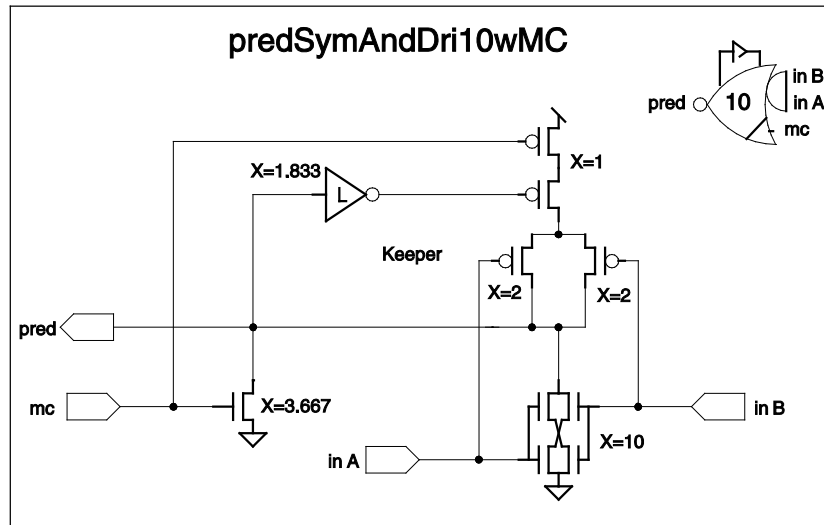 predSymAndDri10wMC
in B
pred
10
in A
mc
X=1.833
X=1
L
Keeper
X=2
X=2
pred
mc
X=3.667
in B
X=10
in A